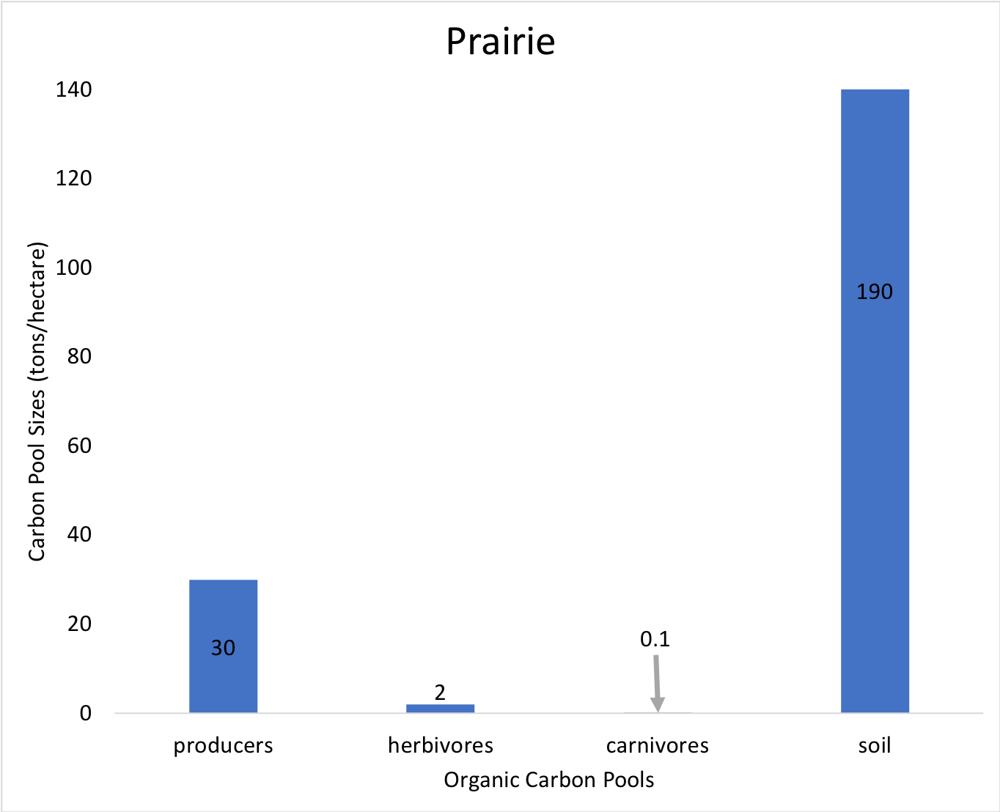 Prairie
140
120
100
80
60
40
20
0
Carbon Pool Sizes (tons/hectare)
30
2
0.1
190
producers
herbivores
carnivores
soil
Organic Carbon Pools